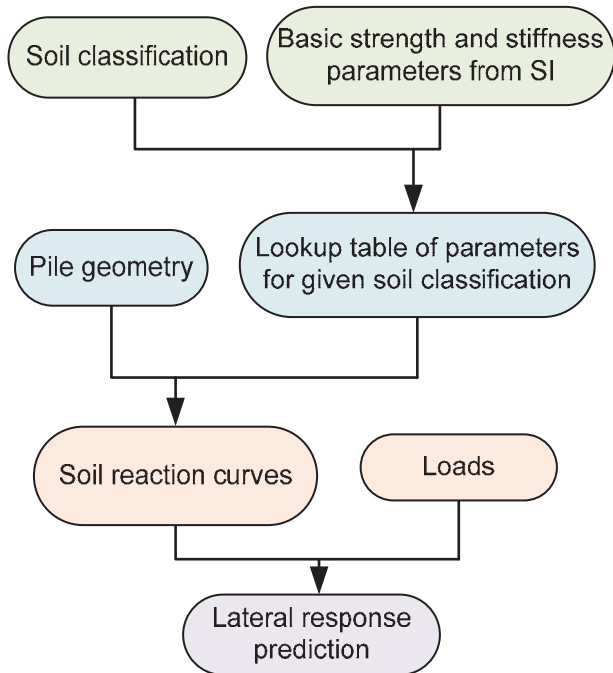 Soil classification
Basic strength and stiffness
parameters from SI
Pile geometry
Lookup table of parameters
for given soil classification
Soil reaction curves
Loads
Lateral response
prediction